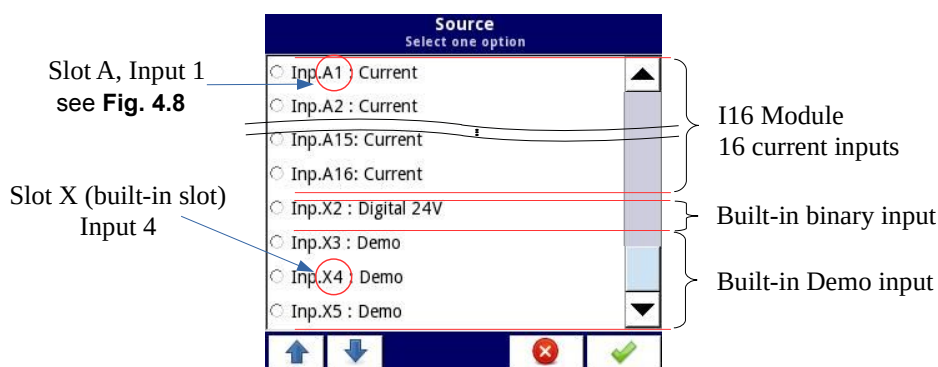 Source
Select one option
Slot A, Input 1
see Fig. 4.8
Inp.A1 : Current
Inp.A2 : Current
Inp.A15: Current
Inp.A16: Current
I16 Module
16 current inputs
Slot X (built-in slot)
Input 4
Inp.X2 : Digital 24V
Built-in binary input
Inp.X3 : Demo
Inp.X4 : Demo
Inp.X5 : Demo
Built-in Demo input